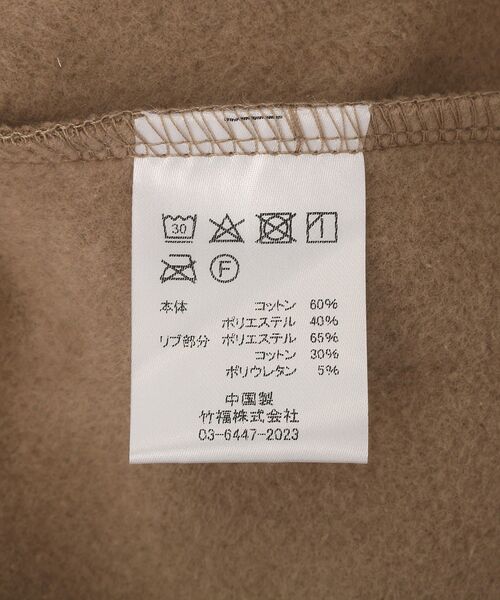 30
F
本体 コットン 60%
ポリエステル 40%
リブ部分 ポリエステル 65%
コットン 30%
ポリウレタン 5%
中国製
竹福株式会社
03-6447-2023